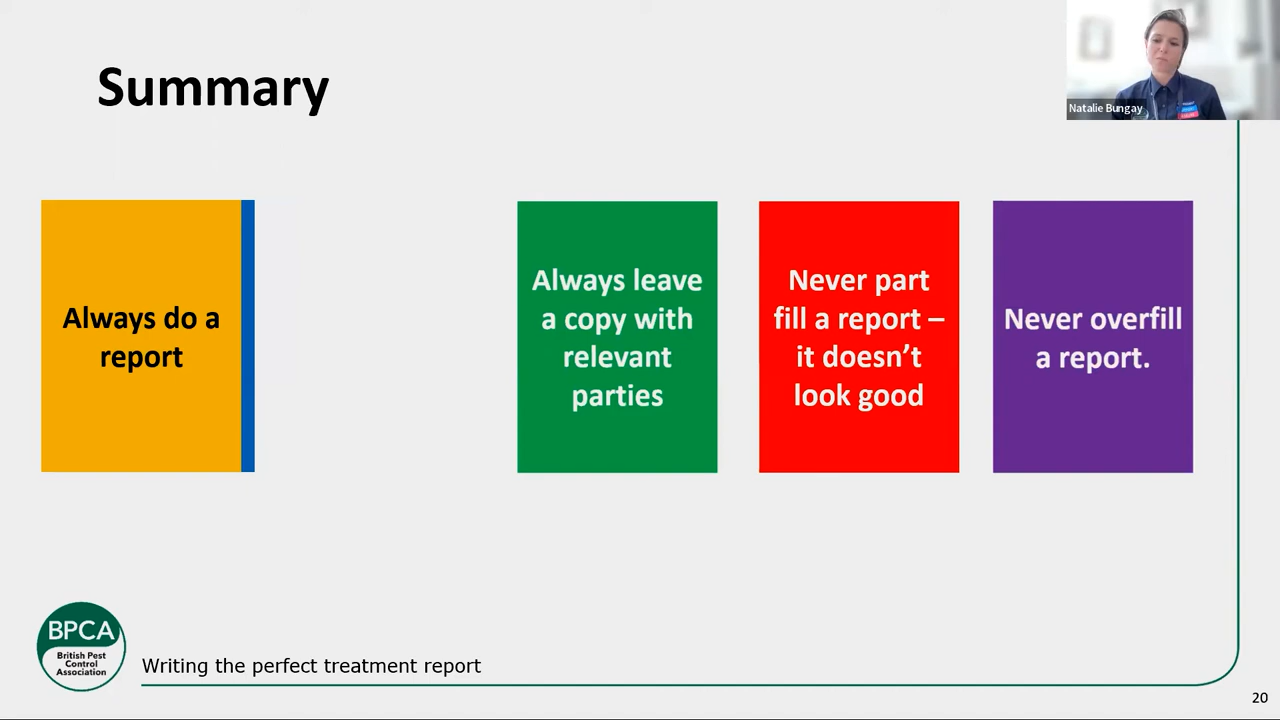 Summary
Natalie Bungay
Always do a
report
Always leave
a copy with
relevant
parties
Never part
fill a report –
it doesn’t
look good
Never overfill
a report.
BPCA
British Pest
Control
Association
Writing the perfect treatment report
20